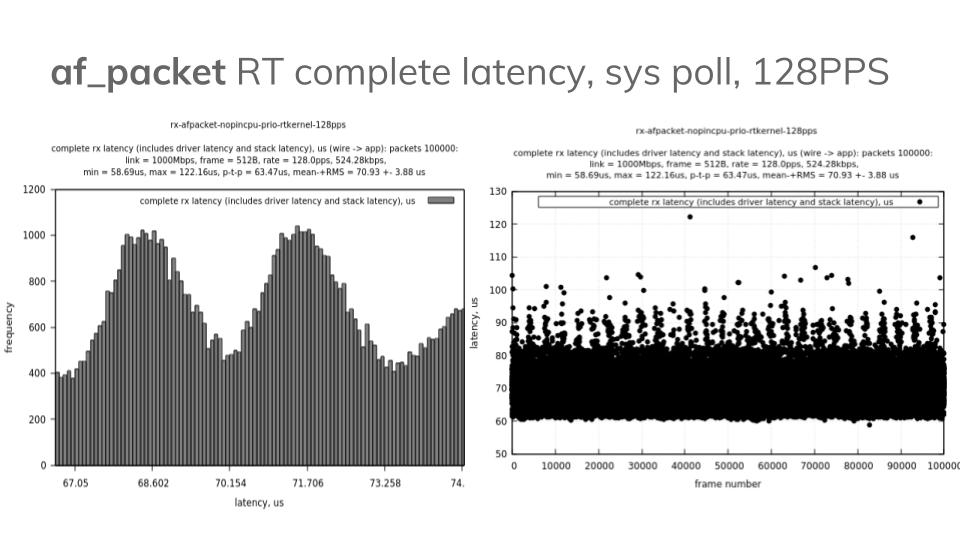 af_packet RT complete latency, sys poll, 128PPS
rx-afpacket-nopincpu-prio-rtkernel-128pps
complete rx latency (includes driver latency and stack latency), us (wire -> app): packets 100000:
link = 1000Mbps, frame = 512B, rate = 128.0pps, 524.28kbps,
min = 58.69us, max = 122.16us, p-t-p = 63.47us, mean-+RMS = 70.93 +- 3.88 us
complete rx latency (includes driver latency and stack latency), us
1200
1000
800
600
400
200
0
frequency
67.05 68.602 70.154 71.706 73.258 74.
latency, us
rx-afpacket-nopincpu-prio-rtkernel-128pps
complete rx latency (includes driver latency and stack latency), us (wire -> app): packets 100000:
link = 1000Mbps, frame = 512B, rate = 128.0pps, 524.28kbps,
min = 58.69us, max = 122.16us, p-t-p = 63.47us, mean-+RMS = 70.93 +- 3.88 us
complete rx latency (includes driver latency and stack latency), us
130
120
110
100
90
80
70
60
50
latency, us
0 10000 20000 30000 40000 50000 60000 70000 80000 90000 100000
frame number